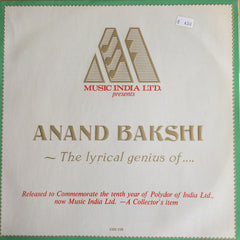 MUSIC INDIA LTD.
presents
ANAND BAKSHI
~ The lyrical genius of....
Released to Commemorate the tenth year of Polydor of India Ltd.,
now Music India Ltd. —A Collector's item